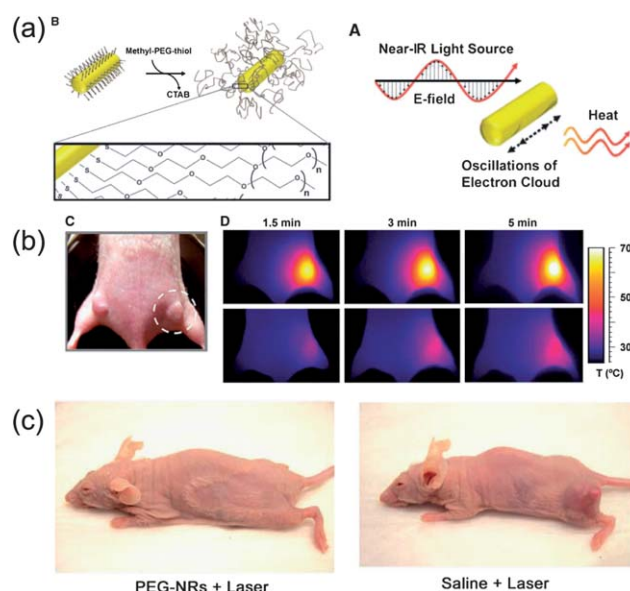 (a)
B
Methyl-PEG-thiol
CTAB
S
S
S
S
S
O
O
O
O
O
O
O
O
O
n
n
A
Near-IR Light Source
E-field
Heat
Oscillations of
Electron Cloud
(b)
C
D
1.5 min
3 min
5 min
70
50
30
T (ºC)
(c)
PEG-NRs + Laser
Saline + Laser